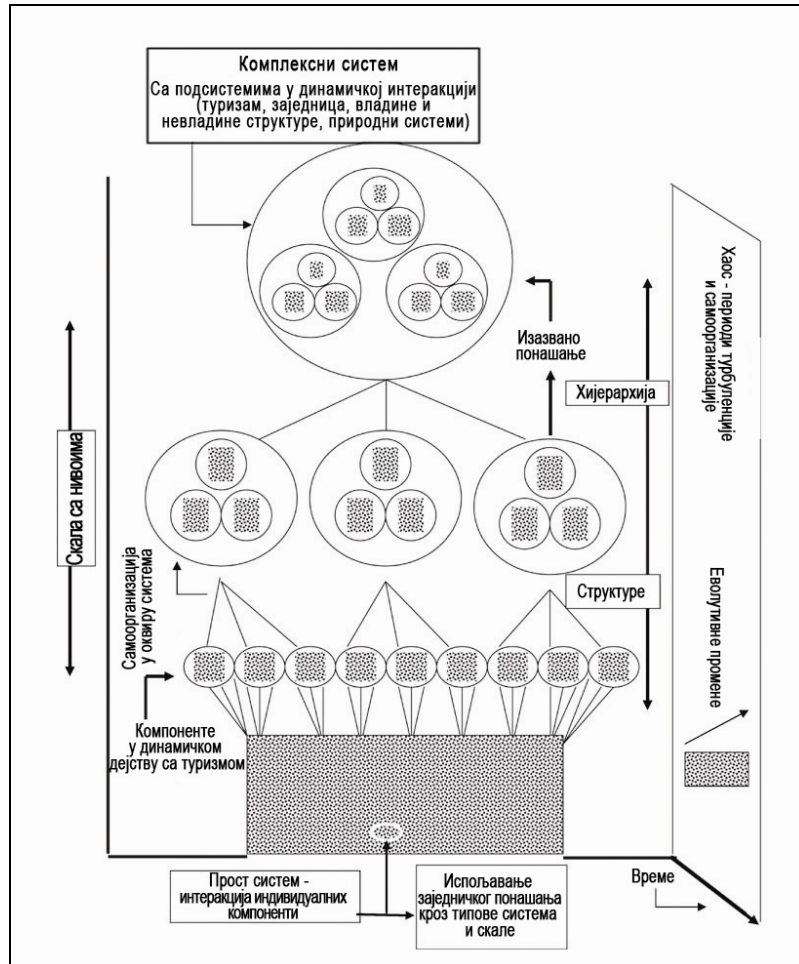 Комплексни систем
Са подсистемима у динамичкој интеракцији
(туризам, заједница, владине и
невладине структуре, природни системи)
Хаос - периоди турбуленције
и самоорганизације
Изазвано
понашање
Хијерархија
Скала са нивоима
Самоорганизација
у оквиру система
Структуре
Еволутивне промене
Компоненте
у динамичком
дејству са туризмом
Време
Прост систем -
интеракција индивидуалних
компоненти
Испољавање
заједничког понашања
кроз типове система
и скале